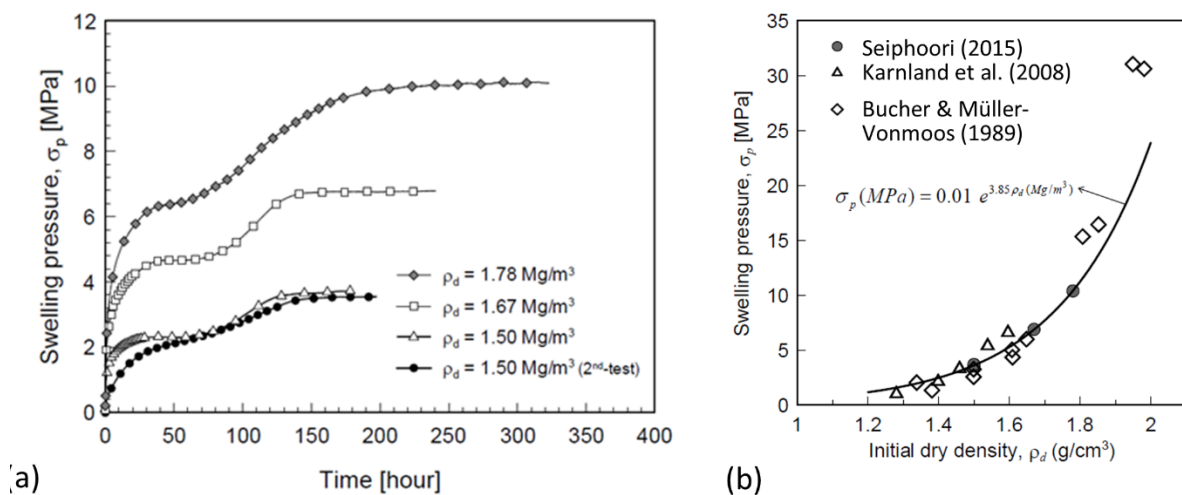 12
10
8
6
4
2
0
0 50 100 150 200 250 300 350 400
Swelling pressure, σp [MPa]
Time [hour]
ρd = 1.78 Mg/m³
ρd = 1.67 Mg/m³
ρd = 1.50 Mg/m³
ρd = 1.50 Mg/m³ (2nd-test)
(a)
35
30
25
20
15
10
5
0
1 1.2 1.4 1.6 1.8 2
Swelling pressure, σp [MPa]
Initial dry density, ρd (g/cm³)
Seiphoori (2015)
Karnland et al. (2008)
Bucher & Müller-
Vonmoos (1989)
σp(MPa) = 0.01 e^3.85ρd (Mg/m³)
(b)